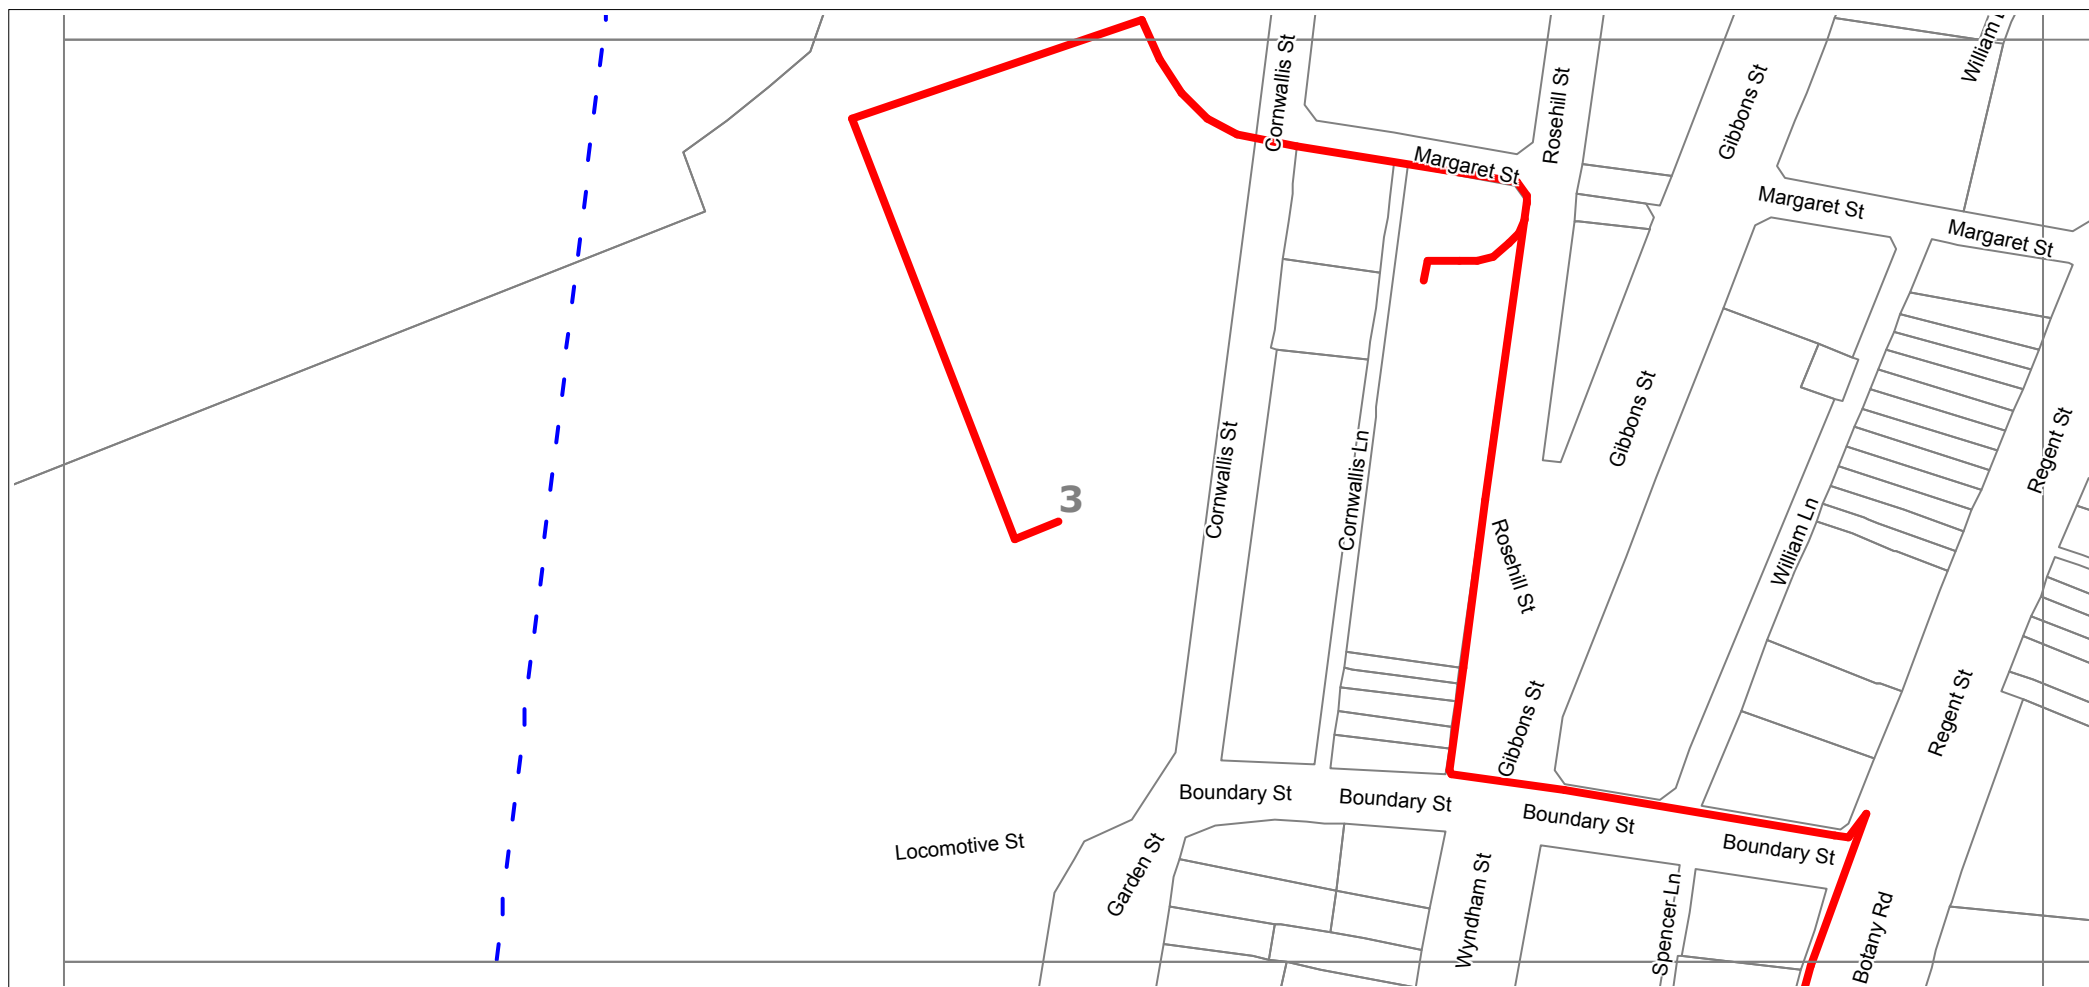 William
Cornwallis St
Rosehill St
Gibbons St
Margaret St
Margaret St
Margaret St
Gibbons St
Regent St
Cornwallis St
Cornwallis Ln
3
Rosehill St
William Ln
Gibbons St
Regent St
Boundary St
Boundary St
Boundary St
Boundary St
Locomotive St
Garden St
Wyndham St
Spencer Ln
Botany Rd